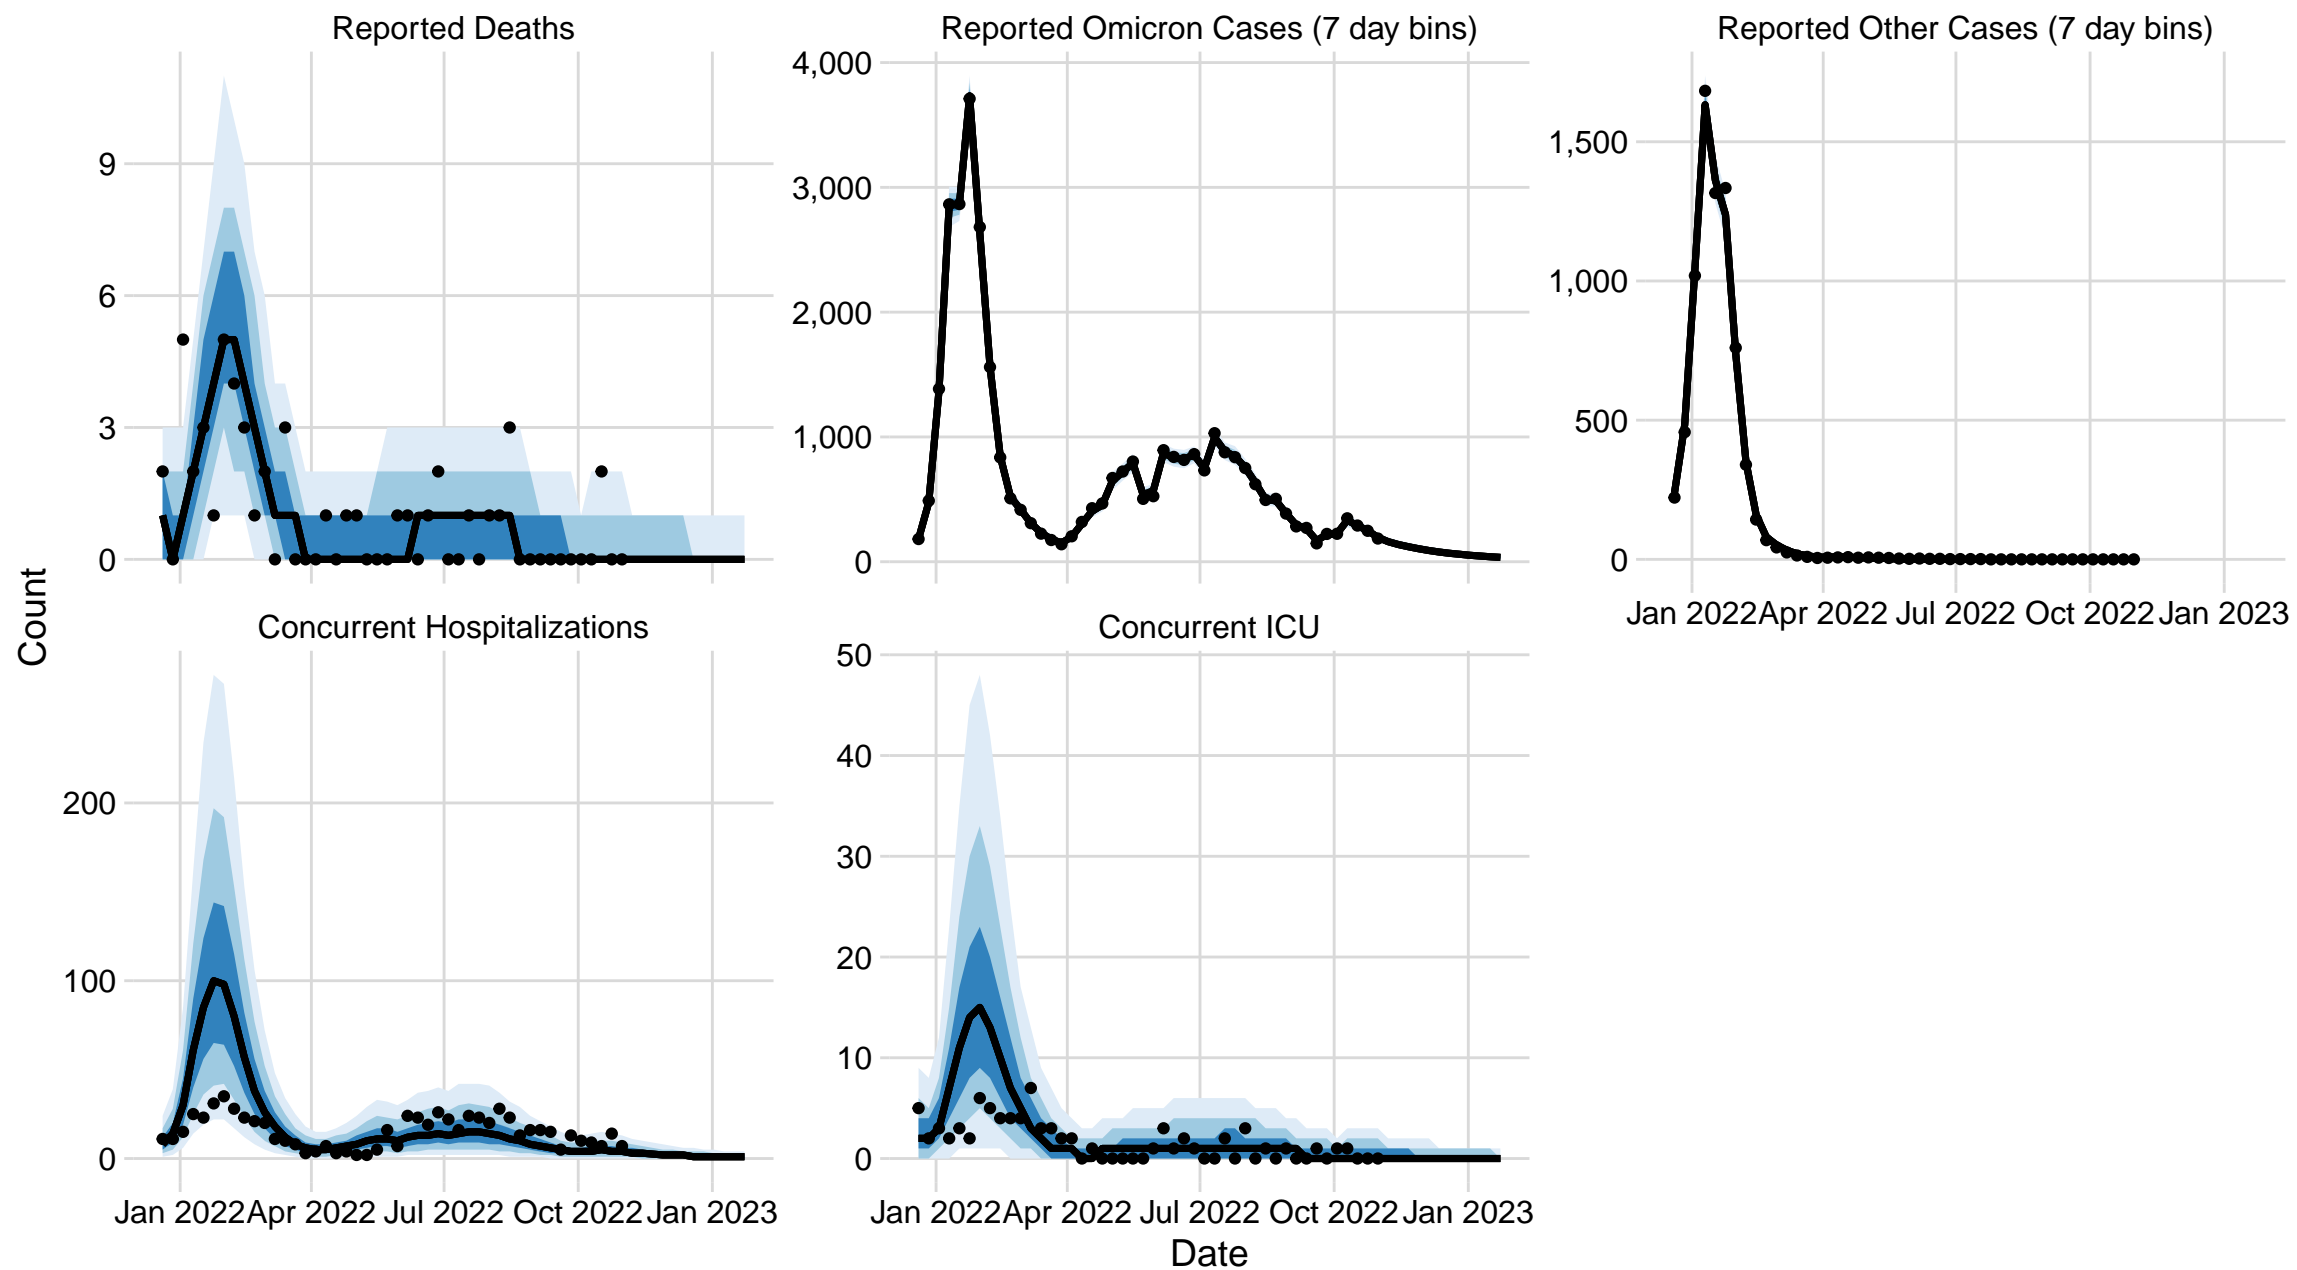 Reported Deaths
Reported Omicron Cases (7 day bins)
Reported Other Cases (7 day bins)
9
6
3
0
4,000
3,000
2,000
1,000
0
1,500
1,000
500
0
Jan 2022 Apr 2022 Jul 2022 Oct 2022 Jan 2023
Count
Concurrent Hospitalizations
Concurrent ICU
200
100
0
50
40
30
20
10
0
Jan 2022 Apr 2022 Jul 2022 Oct 2022 Jan 2023
Jan 2022 Apr 2022 Jul 2022 Oct 2022 Jan 2023
Date